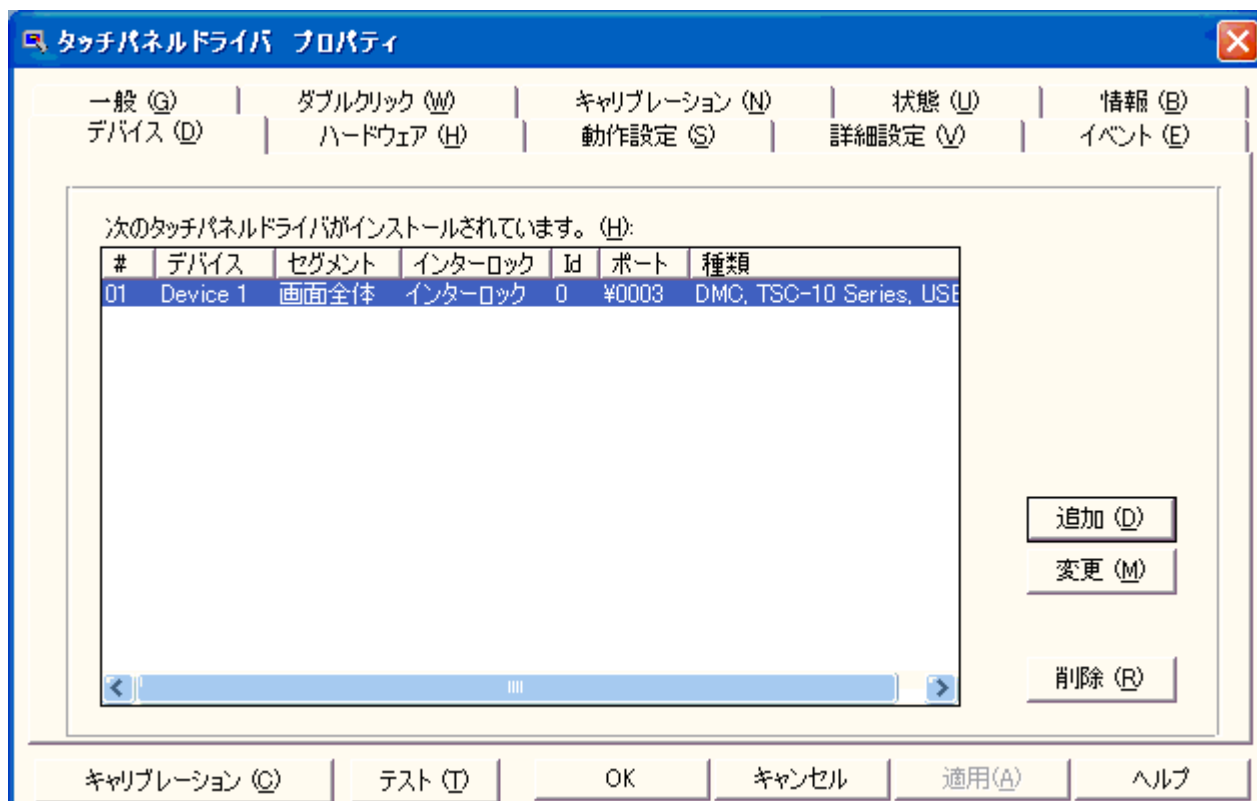 タッチパネルドライバ プロパティ
一般 (G) ダブルクリック (W) キャリブレーション (N) 状態 (U) 情報 (B)
デバイス (D) ハードウェア (H) 動作設定 (S) 詳細設定 (V) イベント (E)
次のタッチパネルドライバがインストールされています。(H):
# デバイス セグメント インターロック Id ポート 種類
01 Device 1 画面全体 インターロック 0 ¥0003 DMC, TSC-10 Series, USB
追加 (D)
変更 (M)
削除 (R)
キャリブレーション (C) テスト (T) OK キャンセル 適用(A) ヘルプ